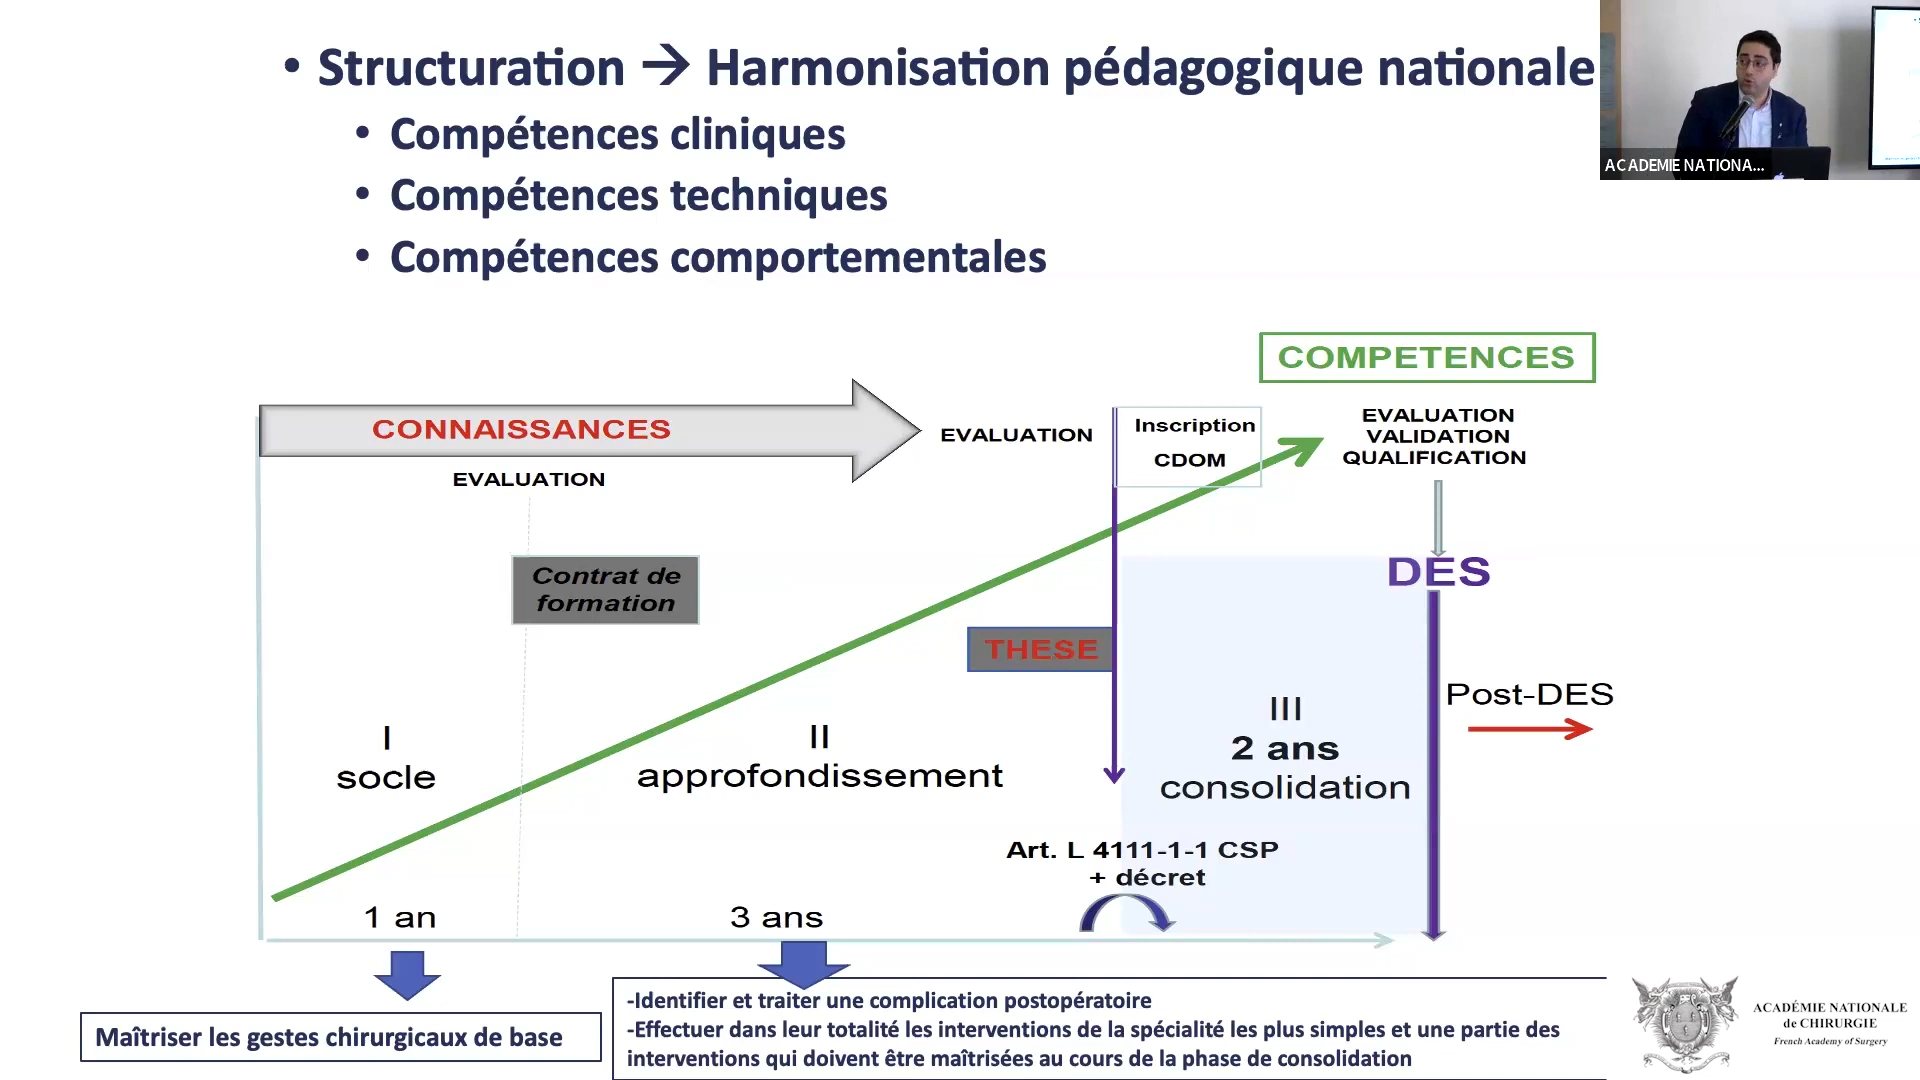 • Structuration → Harmonisation pédagogique nationale
• Compétences cliniques
• Compétences techniques
• Compétences comportementales
ACADEMIE NATIONA...
COMPETENCES
CONNAISSANCES
EVALUATION
EVALUATION
Inscription
CDOM
EVALUATION
VALIDATION
QUALIFICATION
Contrat de
formation
DES
THESE
Post-DES
I
socle
II
approfondissement
III
2 ans
consolidation
Art. L 4111-1-1 CSP
+ décret
1 an
3 ans
Maîtriser les gestes chirurgicaux de base
-Identifier et traiter une complication postopératoire
-Effectuer dans leur totalité les interventions de la spécialité les plus simples et une partie des
interventions qui doivent être maîtrisées au cours de la phase de consolidation
ACADÉMIE NATIONALE
de CHIRURGIE
French Academy of Surgery